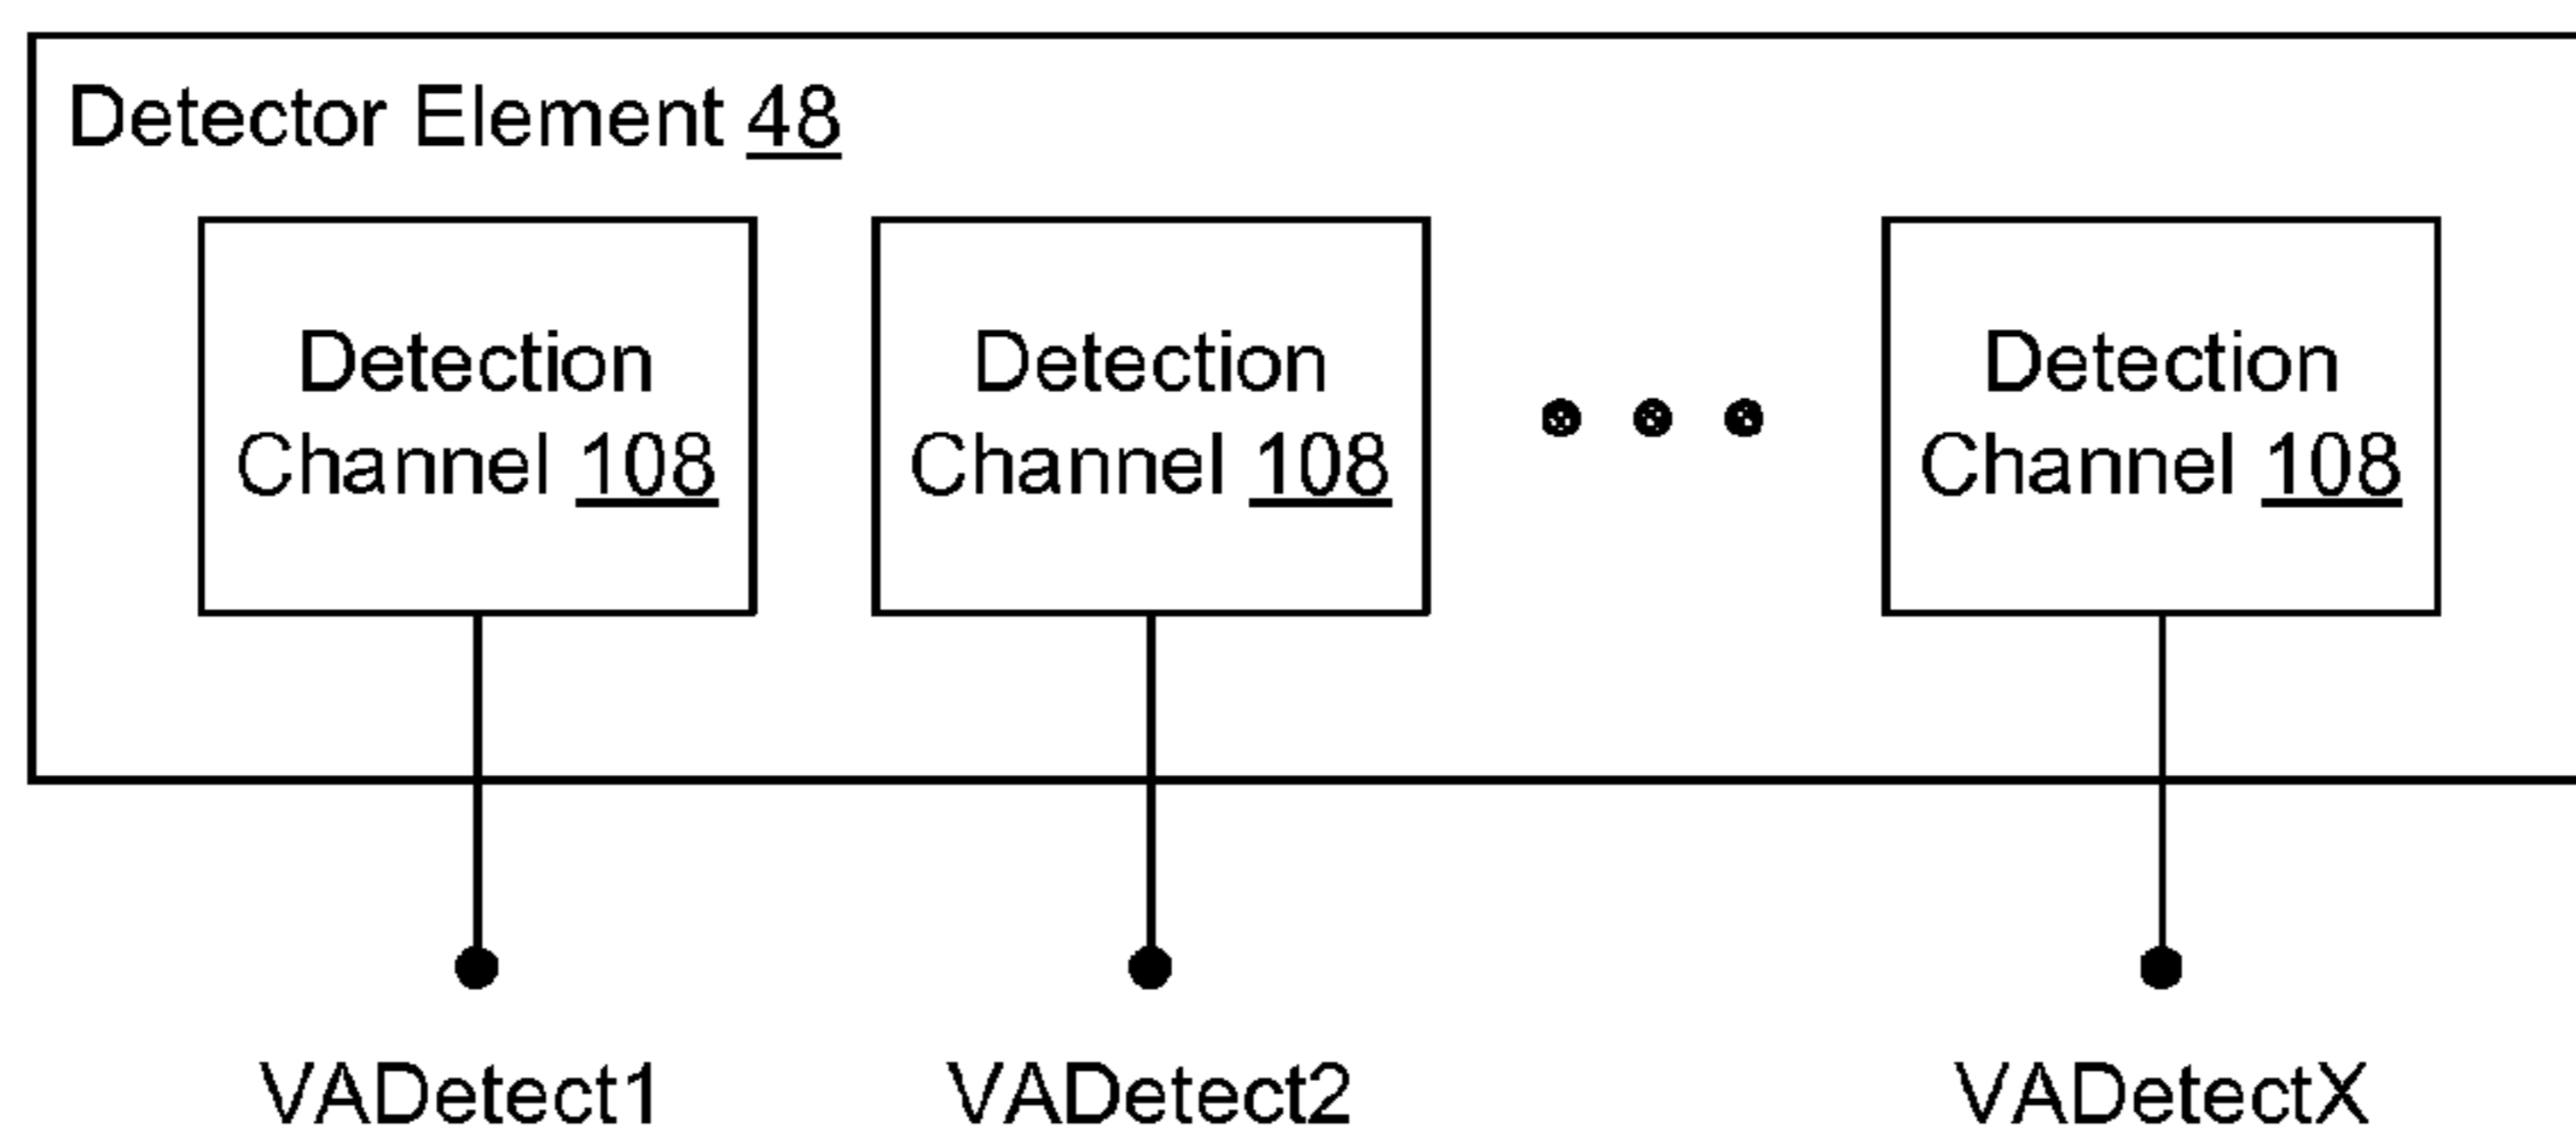 Detector Element 48
Detection
Channel 108
Detection
Channel 108
Detection
Channel 108
VADetect1
VADetect2
VADetectX